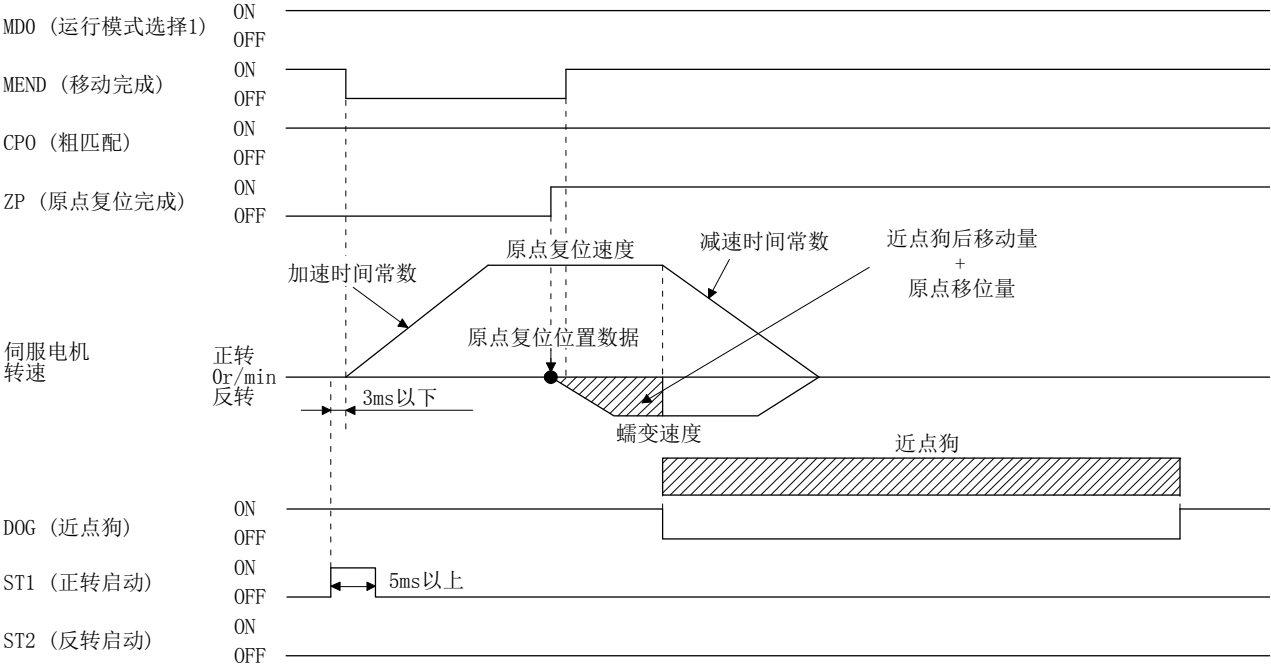 MD0 (运行模式选择1)
ON
OFF
MEND (移动完成)
ON
OFF
CPO (粗匹配)
ON
OFF
ZP (原点复位完成)
ON
OFF
加速时间常数
原点复位速度
减速时间常数
近点狗后移动量
+
原点移位量
原点复位位置数据
伺服电机
转速
正转
0r/min
反转
3ms以下
蠕变速度
近点狗
DOG (近点狗)
ON
OFF
ST1 (正转启动)
ON
OFF
5ms以上
ST2 (反转启动)
ON
OFF